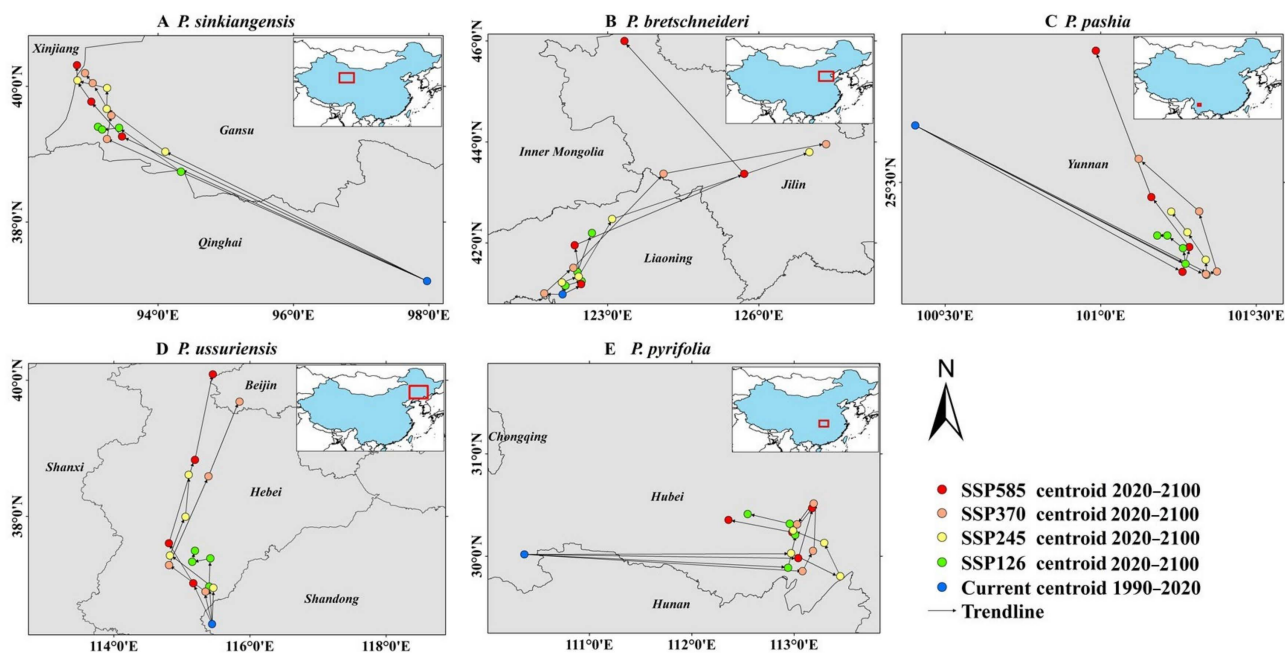 A P. sinkiangensis
Xinjiang
Gansu
Qinghai
40°0'N
38°0'N
94°0'E 96°0'E 98°0'E
B P. bretschneideri
Inner Mongolia
Jilin
Liaoning
46°0'N
44°0'N
42°0'N
123°0'E 126°0'E
C P. pashia
Yunnan
25°30'N
100°30'E 101°0'E 101°30'E
D P. ussuriensis
Beijin
Shanxi
Hebei
Shandong
40°0'N
38°0'N
114°0'E 116°0'E 118°0'E
E P. pyrifolia
Chongqing
Hubei
Hunan
31°0'N
30°0'N
111°0'E 112°0'E 113°0'E
N
SSP585 centroid 2020–2100
SSP370 centroid 2020–2100
SSP245 centroid 2020–2100
SSP126 centroid 2020–2100
Current centroid 1990–2020
Trendline